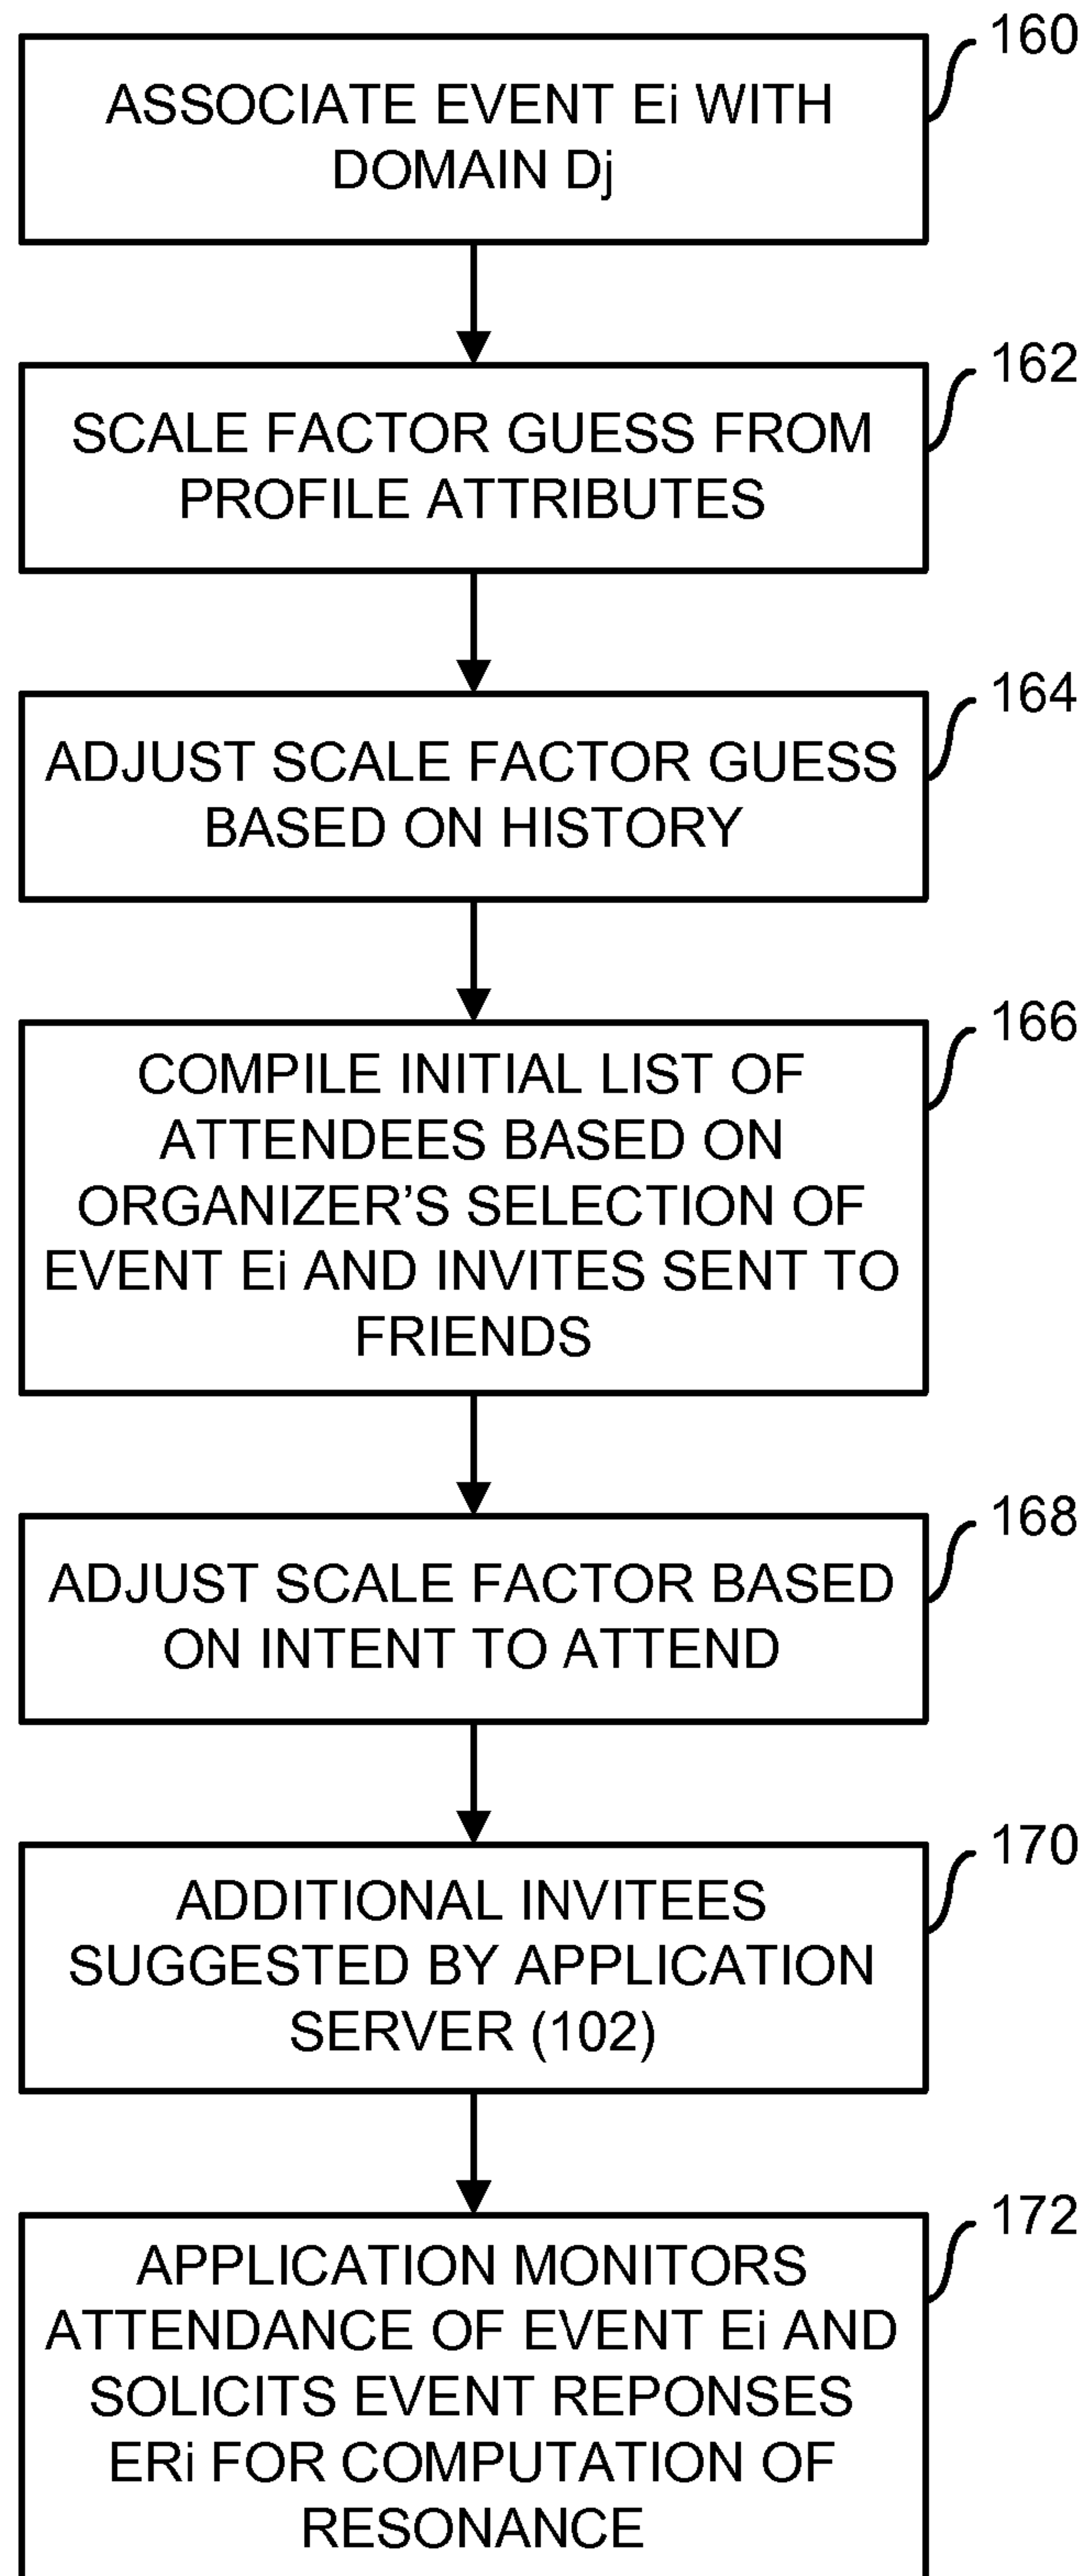 160
ASSOCIATE EVENT Ei WITH
DOMAIN Dj
162
SCALE FACTOR GUESS FROM
PROFILE ATTRIBUTES
164
ADJUST SCALE FACTOR GUESS
BASED ON HISTORY
166
COMPILE INITIAL LIST OF
ATTENDEES BASED ON
ORGANIZER'S SELECTION OF
EVENT Ei AND INVITES SENT TO
FRIENDS
168
ADJUST SCALE FACTOR BASED
ON INTENT TO ATTEND
170
ADDITIONAL INVITEES
SUGGESTED BY APPLICATION
SERVER (102)
172
APPLICATION MONITORS
ATTENDANCE OF EVENT Ei AND
SOLICITS EVENT REPONSES
ERi FOR COMPUTATION OF
RESONANCE